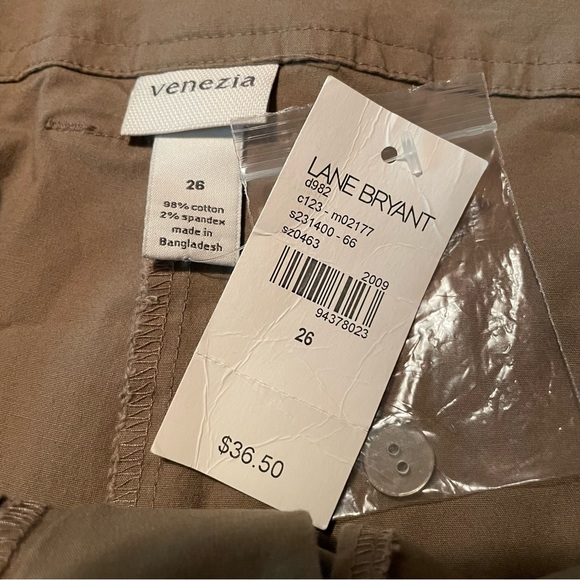 venezia
26
98% cotton
2% spandex
made in
Bangladesh
LANE BRYANT
d982
c123 - m02177
s231400 - 66
sz0463
2009
94378023
26
$36.50